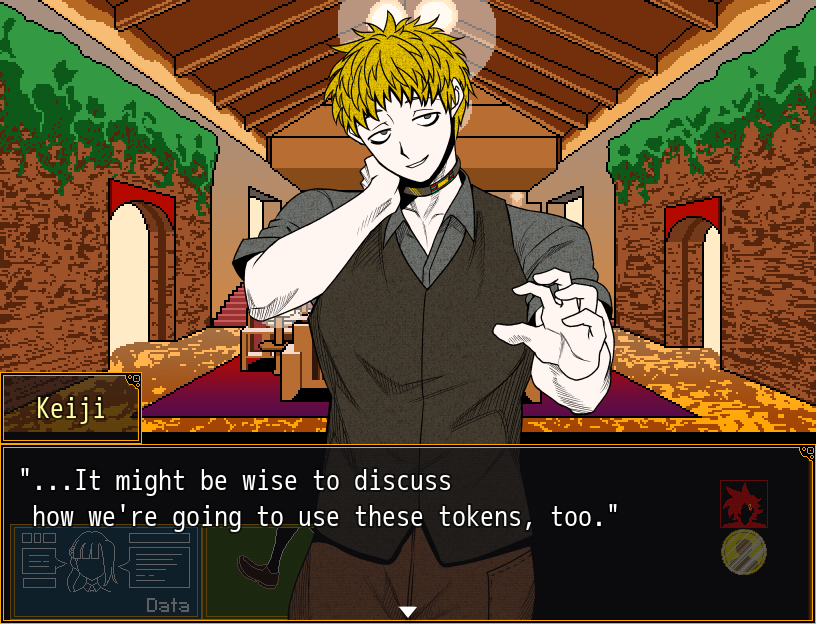 Keiji
"...It might be wise to discuss
how we're going to use these tokens, too."
Data